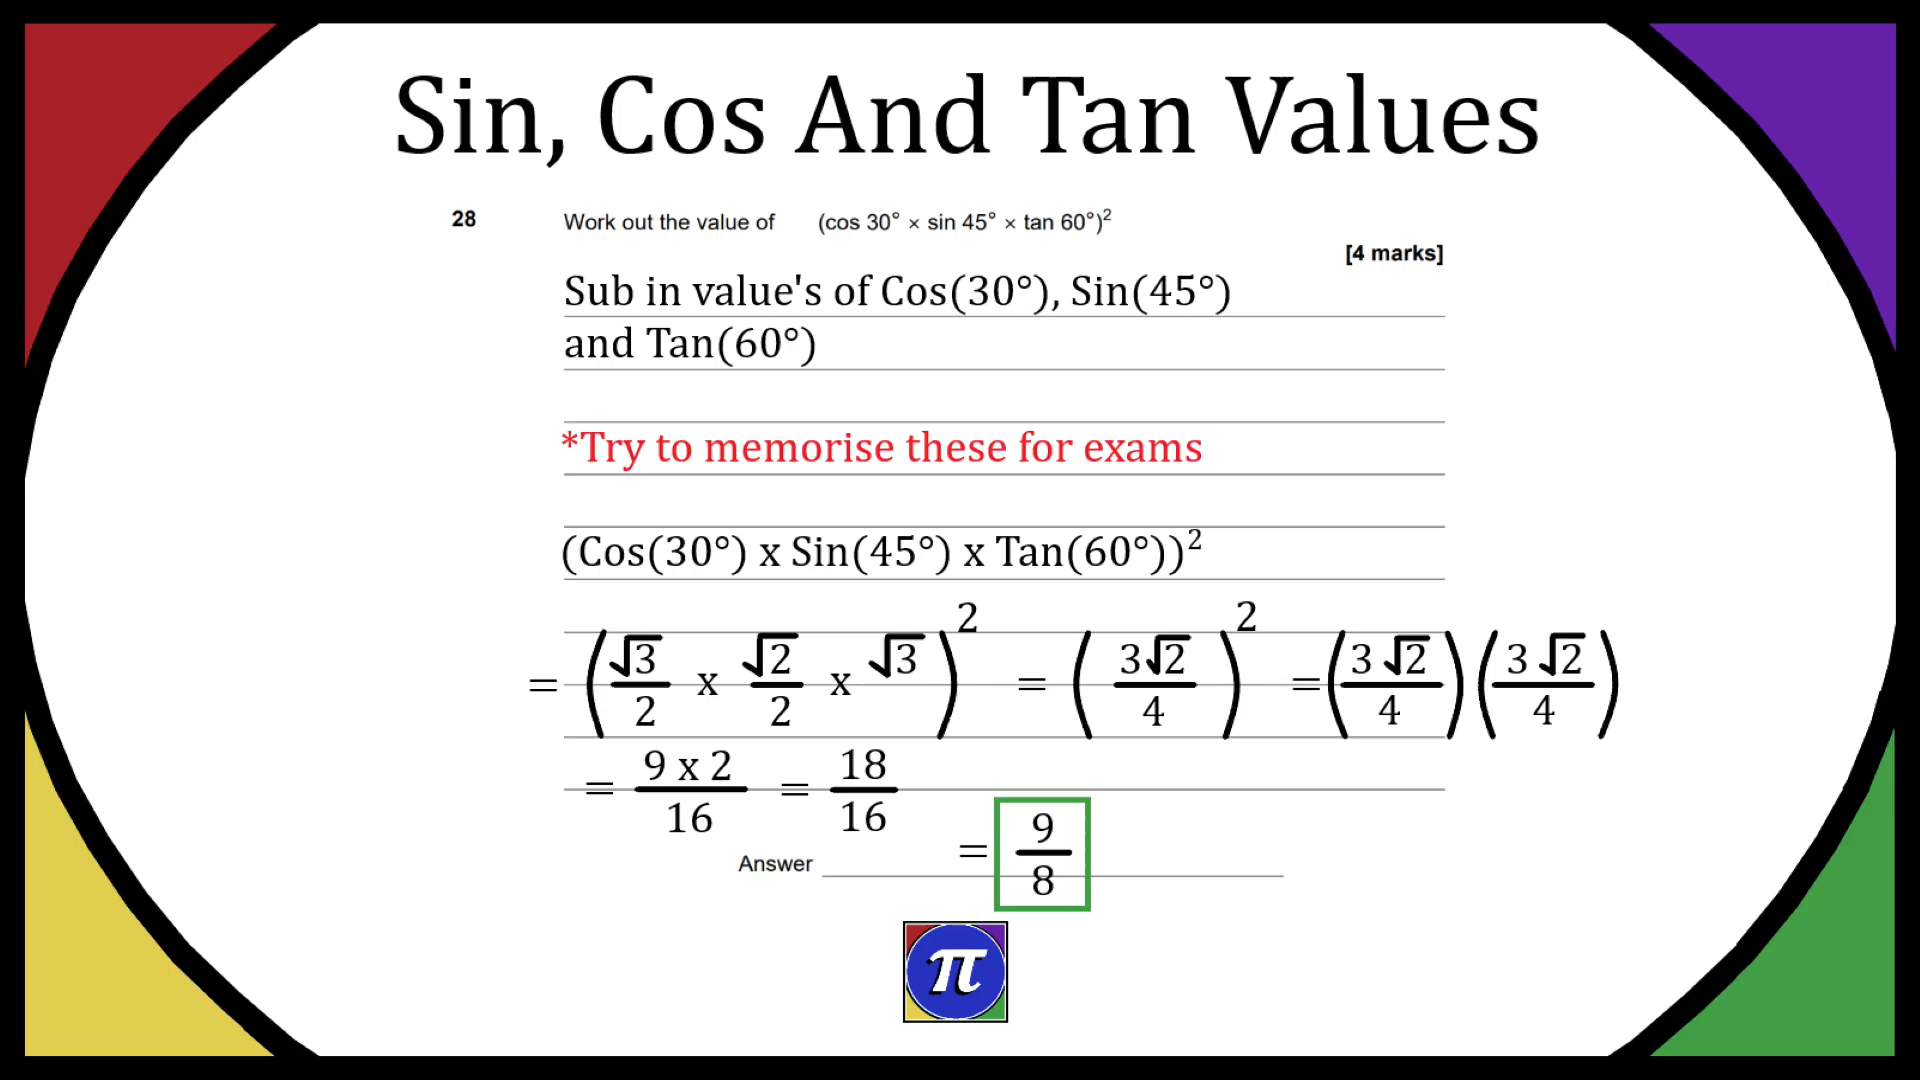 Sin, Cos And Tan Values
28 Work out the value of (cos 30° × sin 45° × tan 60°)²
[4 marks]
Sub in value's of Cos(30°), Sin(45°)
and Tan(60°)
*Try to memorise these for exams
(Cos(30°) x Sin(45°) x Tan(60°))²
= (√3/2 x √2/2 x √3)² = (3√2/4)² = (3√2/4)(3√2/4)
= 9 x 2/16 = 18/16
Answer = 9/8
π